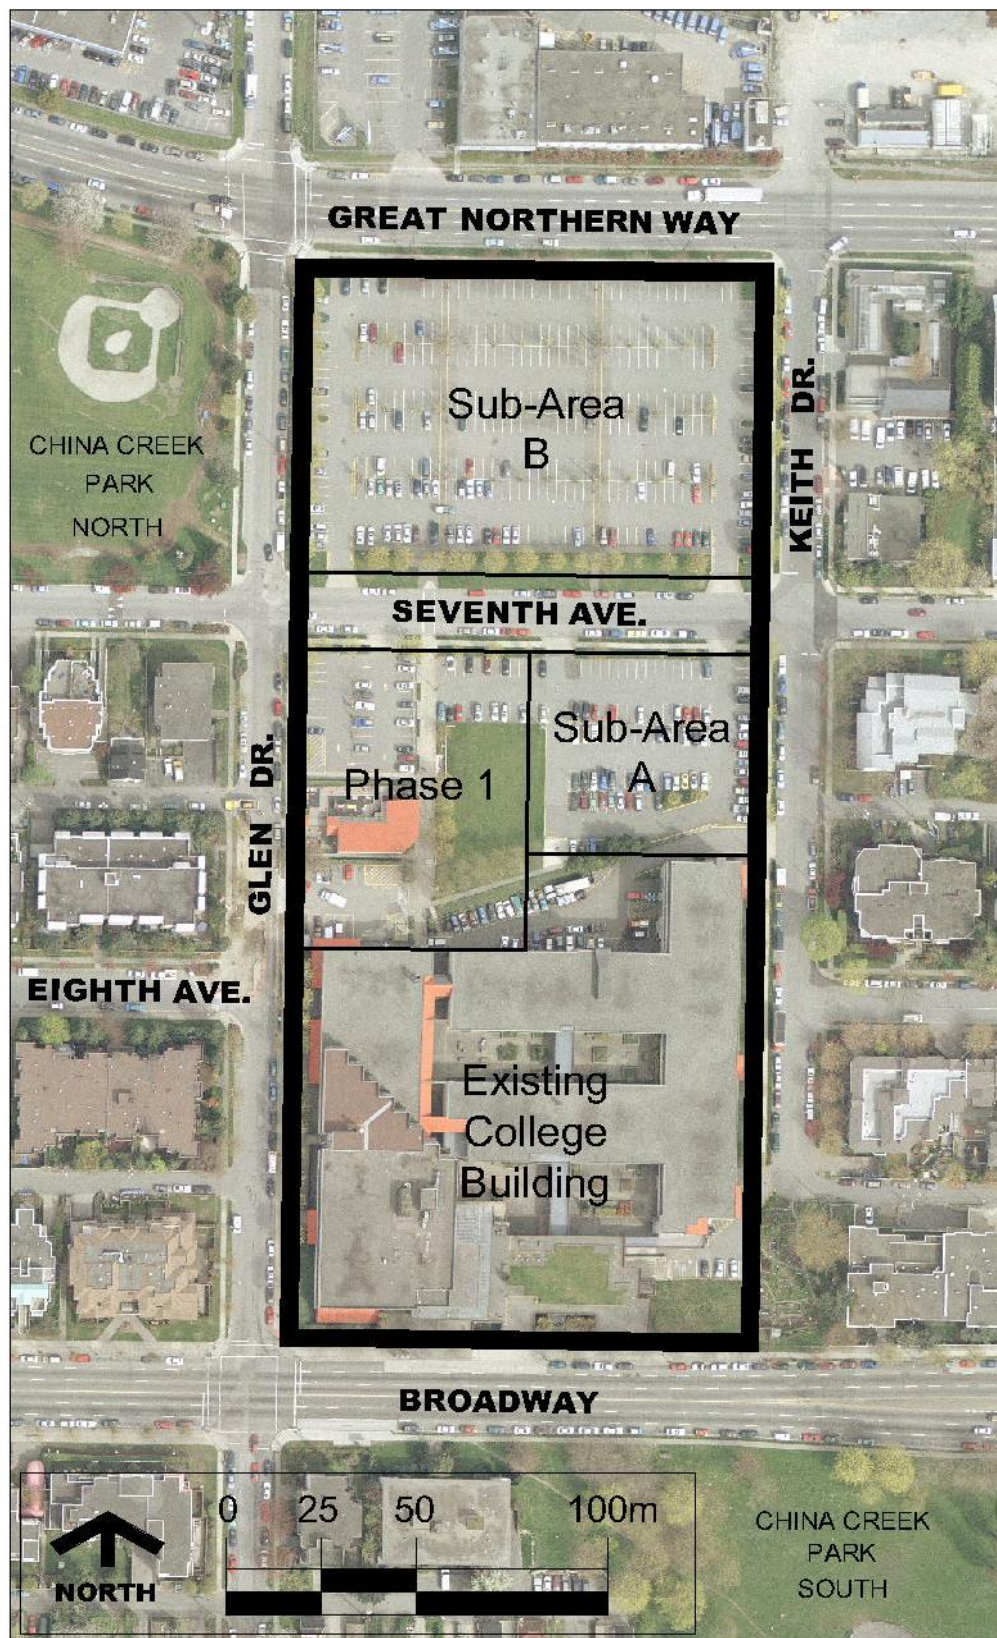 GREAT NORTHERN WAY
Sub-Area
B
KEITH DR.
CHINA CREEK
PARK
NORTH
SEVENTH AVE.
Sub-Area
A
Phase 1
GLEN DR.
EIGHTH AVE.
Existing
College
Building
BROADWAY
0 25 50 100m
NORTH
CHINA CREEK
PARK
SOUTH